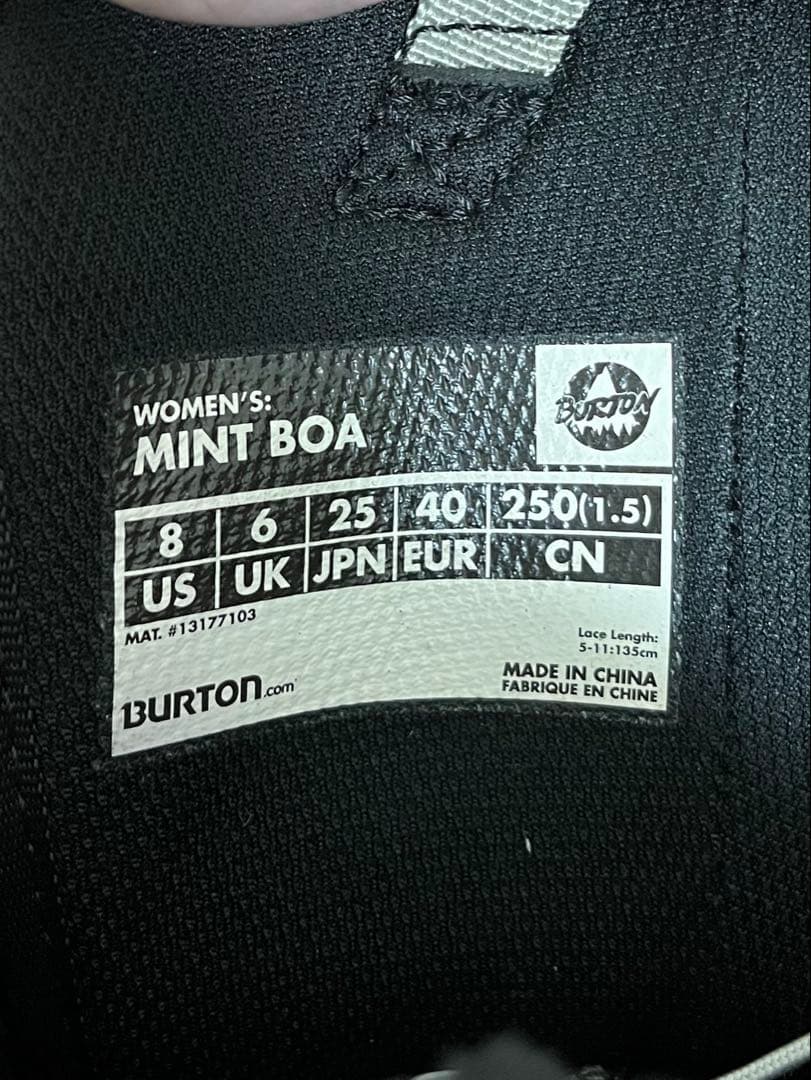 WOMEN'S:
MINT BOA
BURTON
8 6 25 40 250(1.5)
US UK JPN EUR CN
MAT. #13177103
Lace Length:
5-11:135cm
BURTON.com
MADE IN CHINA
FABRIQUE EN CHINE